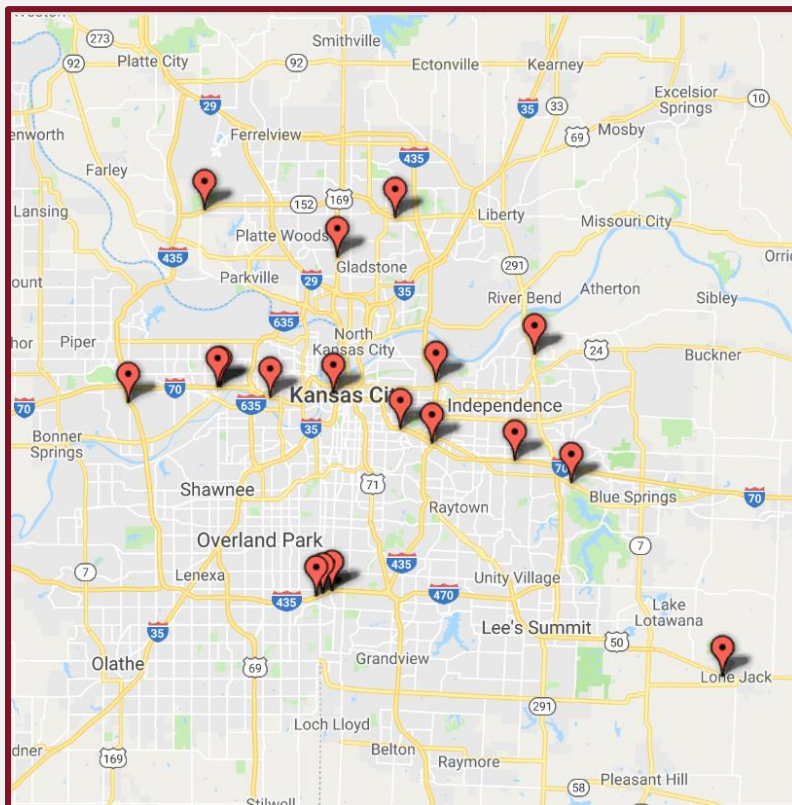 Smithville
273
Platte City
92
92
Ectonville
Kearney
Excelsior
Springs
10
29
35
33
Mosby
69
Ferrelview
435
Farley
Lansing
152
169
Liberty
Missouri City
Platte Woods
435
Gladstone
291
Parkville
29
35
River Bend
Atherton
Sibley
635
North
Kansas City
Piper
24
Buckner
70
70
635
Kansas
35
Independence
Bonner
Springs
70
70
Blue Springs
Shawnee
71
Raytown
Overland Park
7
Lenexa
435
435
470
Unity Village
7
Lake
Lotawana
35
Lee's Summit
50
Olathe
69
Grandview
Lone Jack
291
Loch Lloyd
169
Belton
Raymore
58
Pleasant Hill
Stilwell